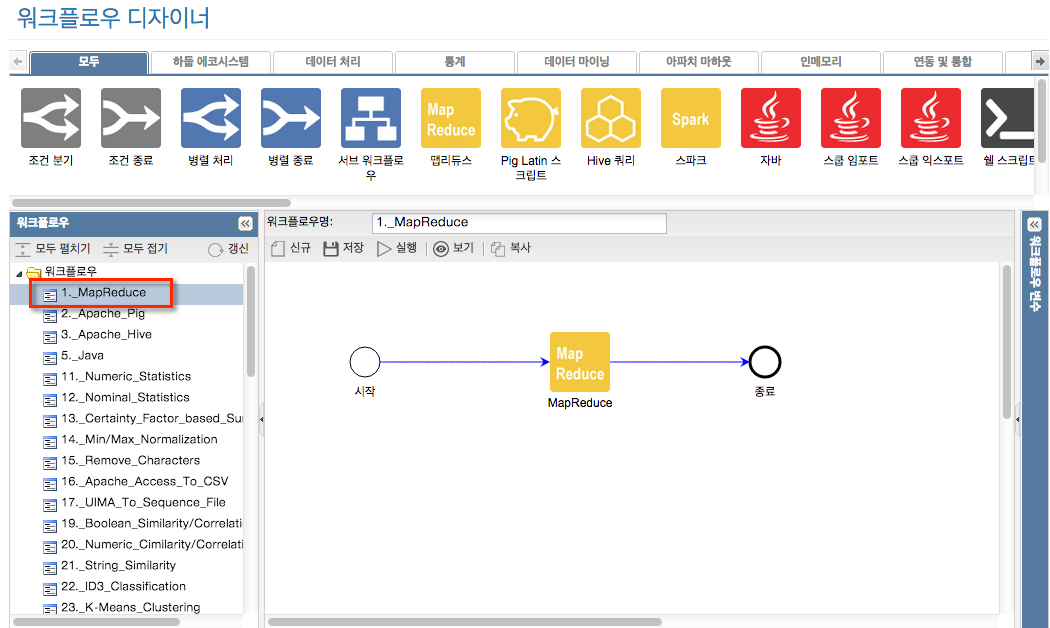 워크플로우 디자이너
모두
하둡 에코시스템
데이터 처리
통계
데이터 마이닝
아파치 마하웃
인메모리
연동 및 통합
Map
Reduce
Spark
조건 분기
조건 종료
병렬 처리
병렬 종료
서브 워크플로
우
맵리듀스
Pig Latin 스
크립트
Hive 쿼리
스파크
자바
스쿱 임포트
스쿱 익스포트
쉘 스크립트
워크플로우
모두 펼치기
모두 접기
갱신
워크플로우
1._MapReduce
2._Apache_Pig
3._Apache_Hive
5._Java
11._Numeric_Statistics
12._Nominal_Statistics
13._Certainty_Factor_based_Su
14._Min/Max_Normalization
15._Remove_Characters
16._Apache_Access_To_CSV
17._UIMA_To_Sequence_File
19._Boolean_Similarity/Correlati
20._Numeric_Cimilarity/Correlati
21._String_Similarity
22._ID3_Classification
23._K-Means_Clustering
워크플로우명:
1._MapReduce
신규
저장
실행
보기
복사
시작
Map
Reduce
MapReduce
종료
워크플로우 변수